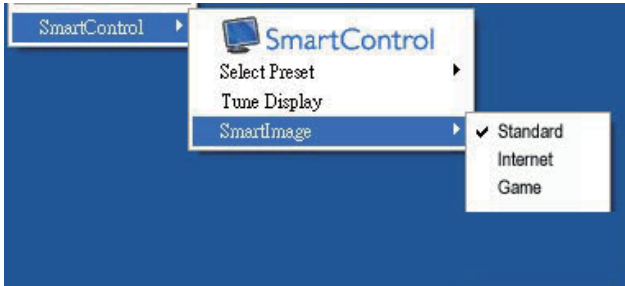 SmartControl
SmartControl
Select Preset
Tune Display
SmartImage
Standard
Internet
Game